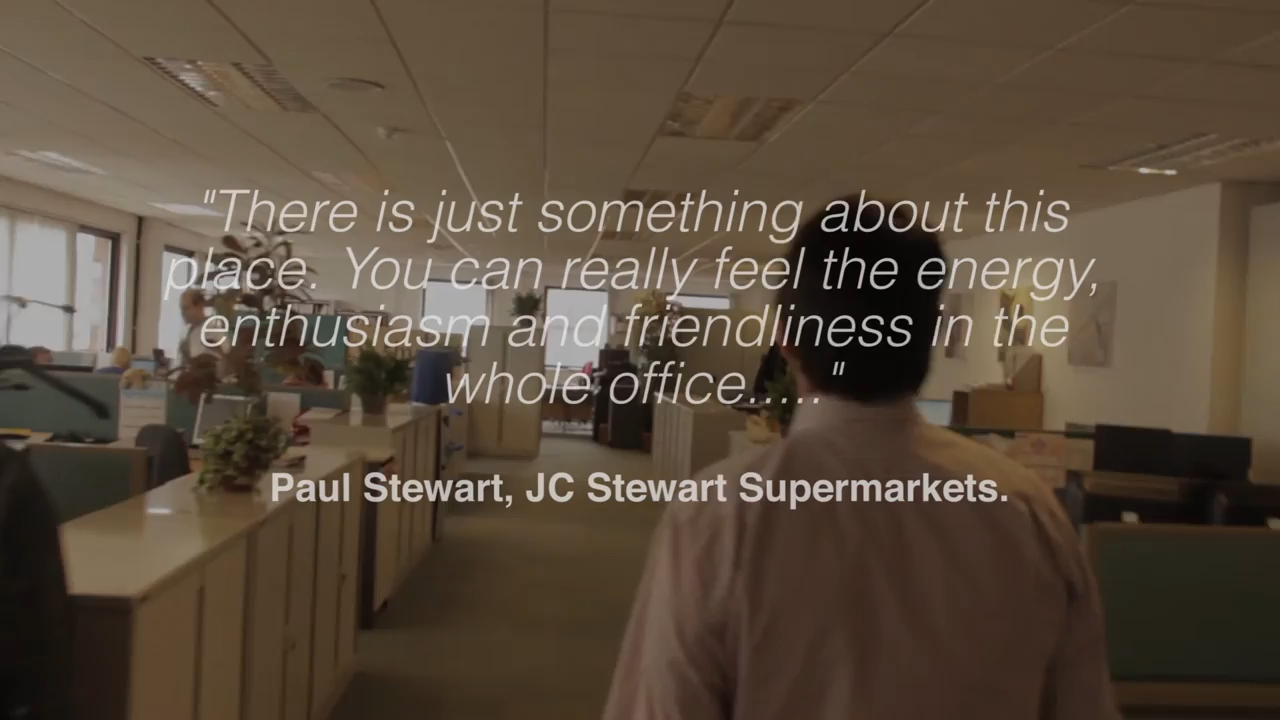 "There is just something about this
place. You can really feel the energy,
enthusiasm and friendliness in the
whole office….."
Paul Stewart, JC Stewart Supermarkets.